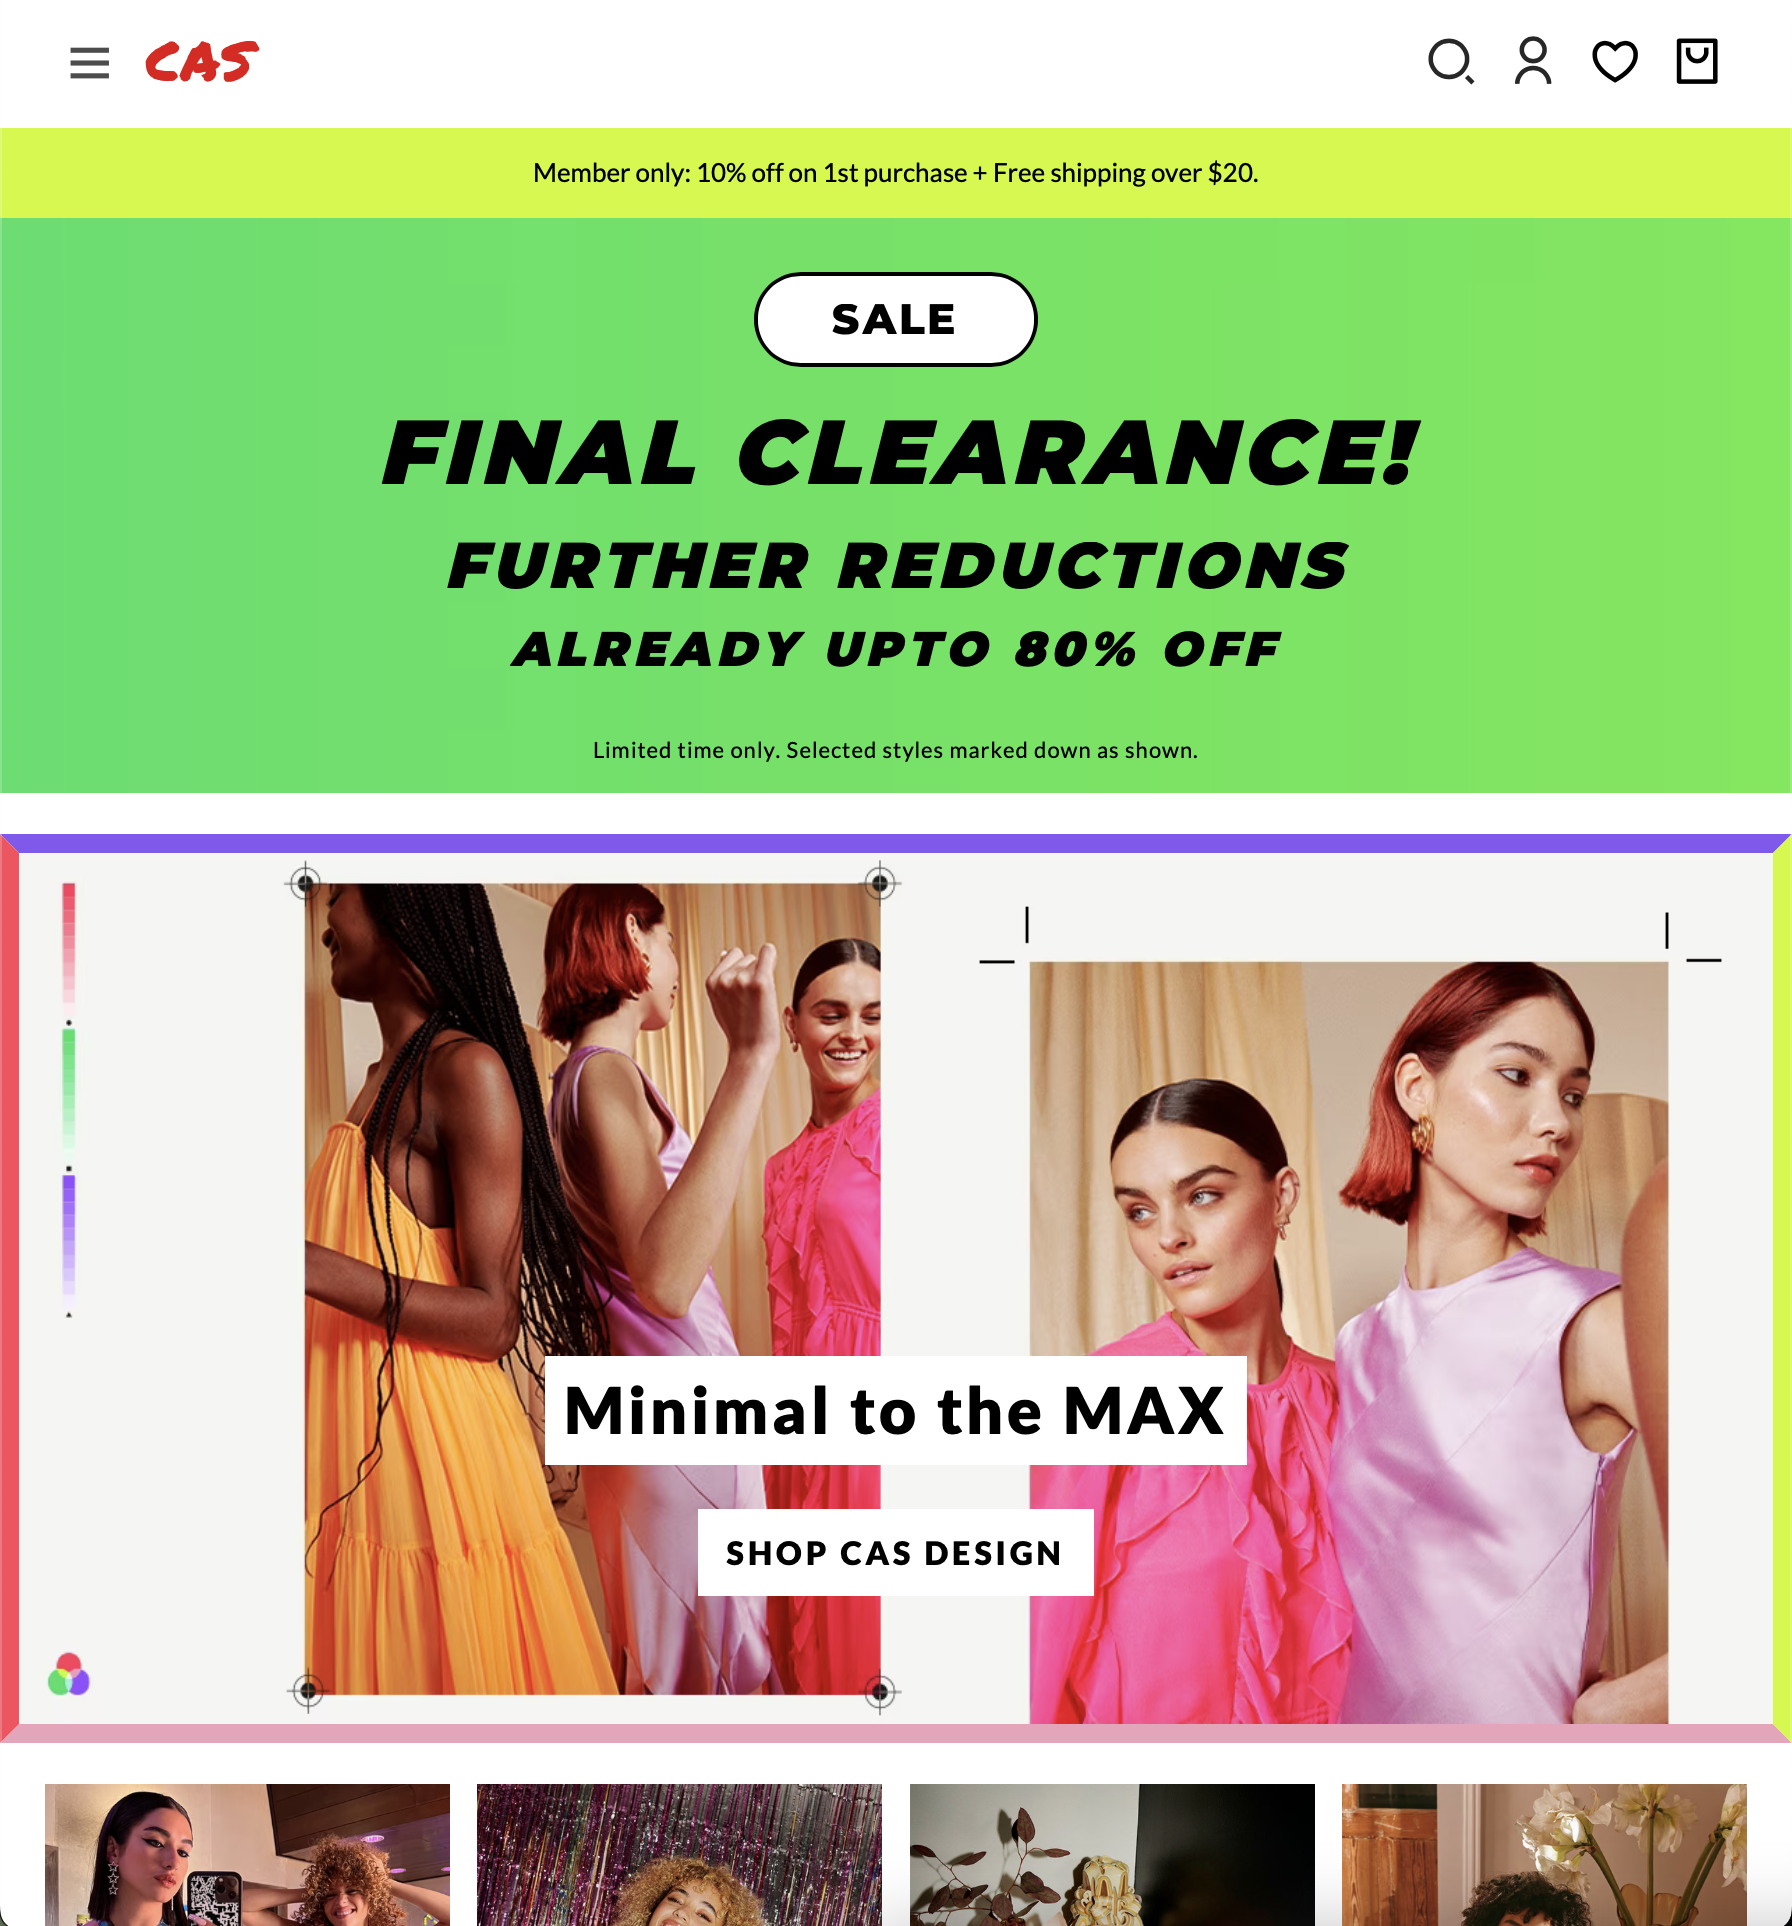 CAS
Member only: 10% off on 1st purchase + Free shipping over $20.
SALE
FINAL CLEARANCE!
FURTHER REDUCTIONS
ALREADY UPTO 80% OFF
Limited time only. Selected styles marked down as shown.
Minimal to the MAX
SHOP CAS DESIGN